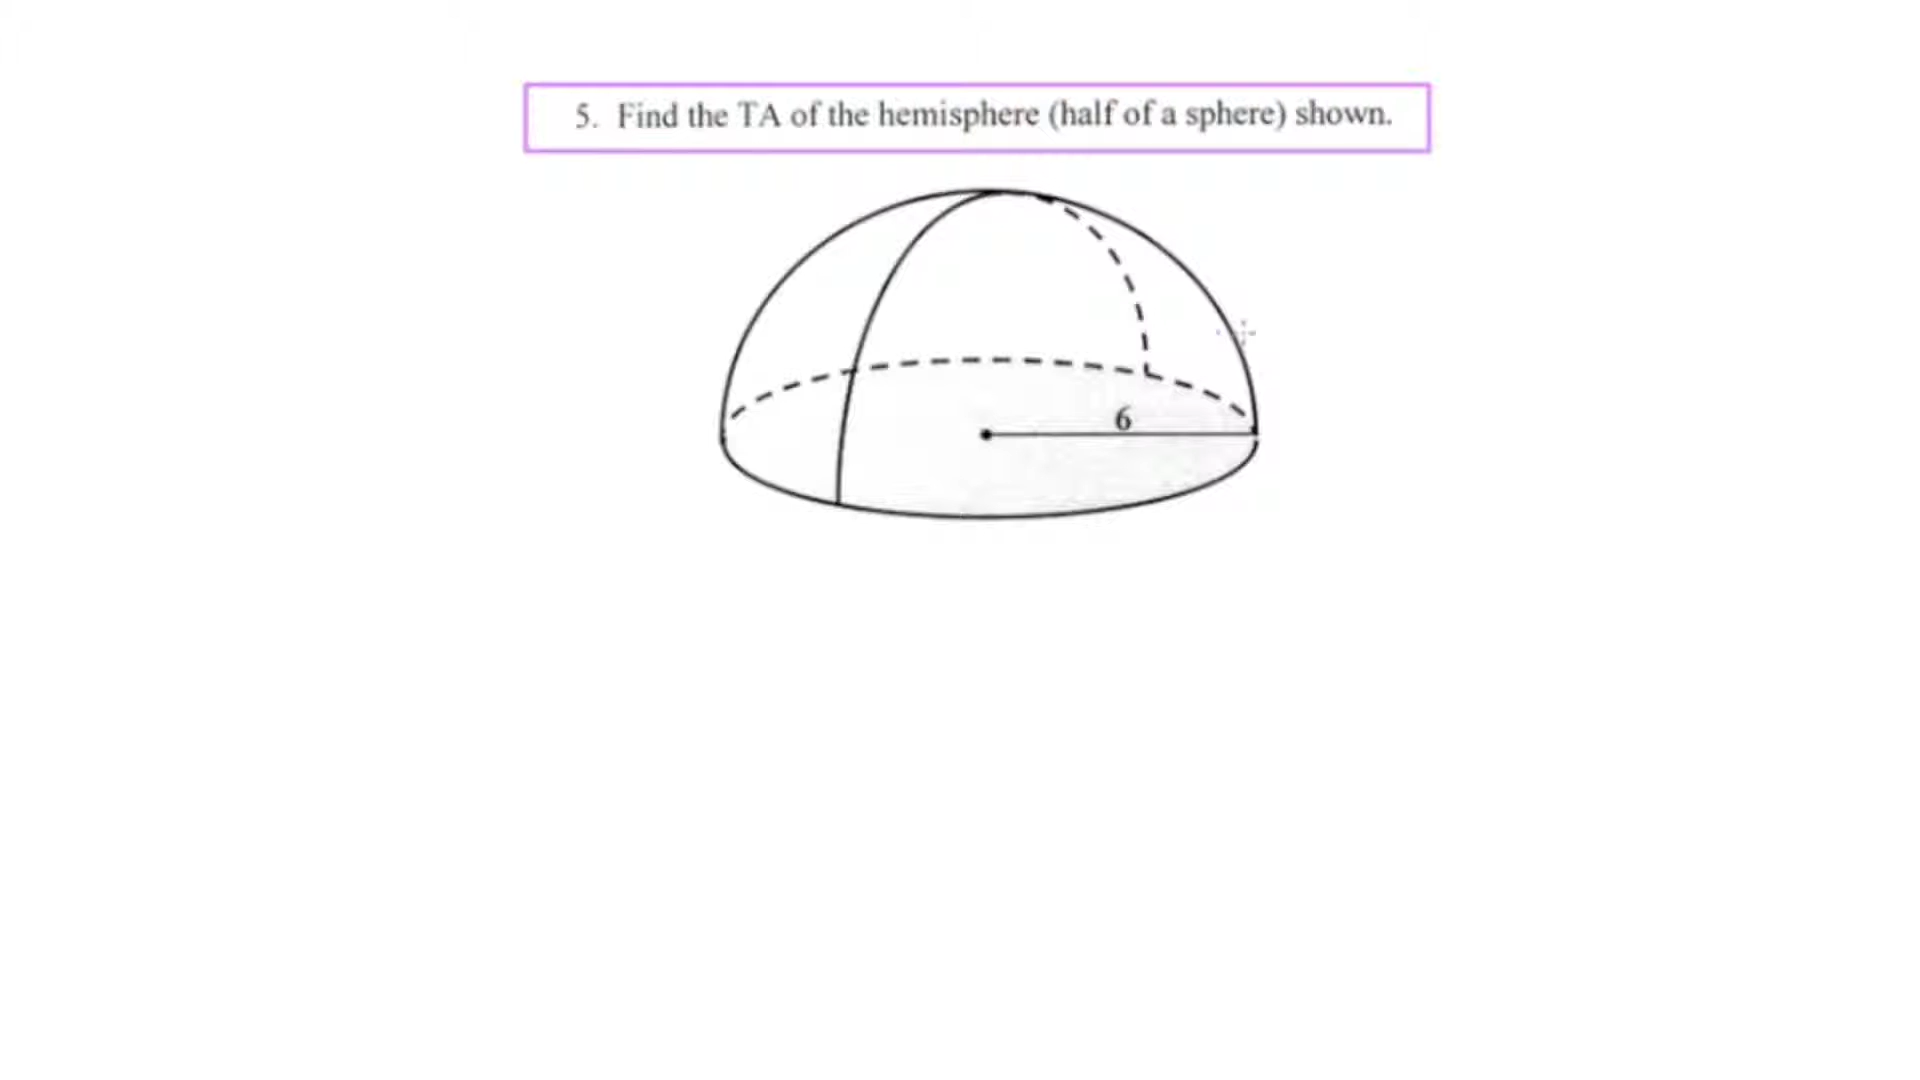 5. Find the TA of the hemisphere (half of a sphere) shown.
6